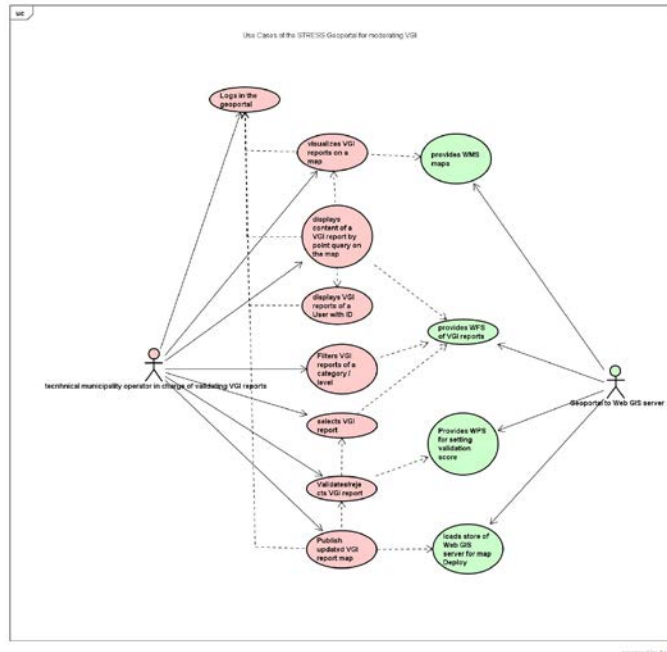 uc
Use Cases of the STRESS Geoportal for moderating VGI
Logs in the
geoportal
visualizes VGI
reports on a
map
provides WMS
maps
displays
content of a
VGI report by
point query on
the map
displays VGI
reports of a
User with ID
provides WFS
of VGI reports
Filters VGI
reports of a
category /
level
tecnhnical municipality operator in charge of validating VGI reports
Geoportal to Web GIS server
selects VGI
report
Provides WPS
for setting
validation
score
Validates/reje
cts VGI report
Publish
updated VGI
report map
loads store of
Web GIS
server for map
Deploy